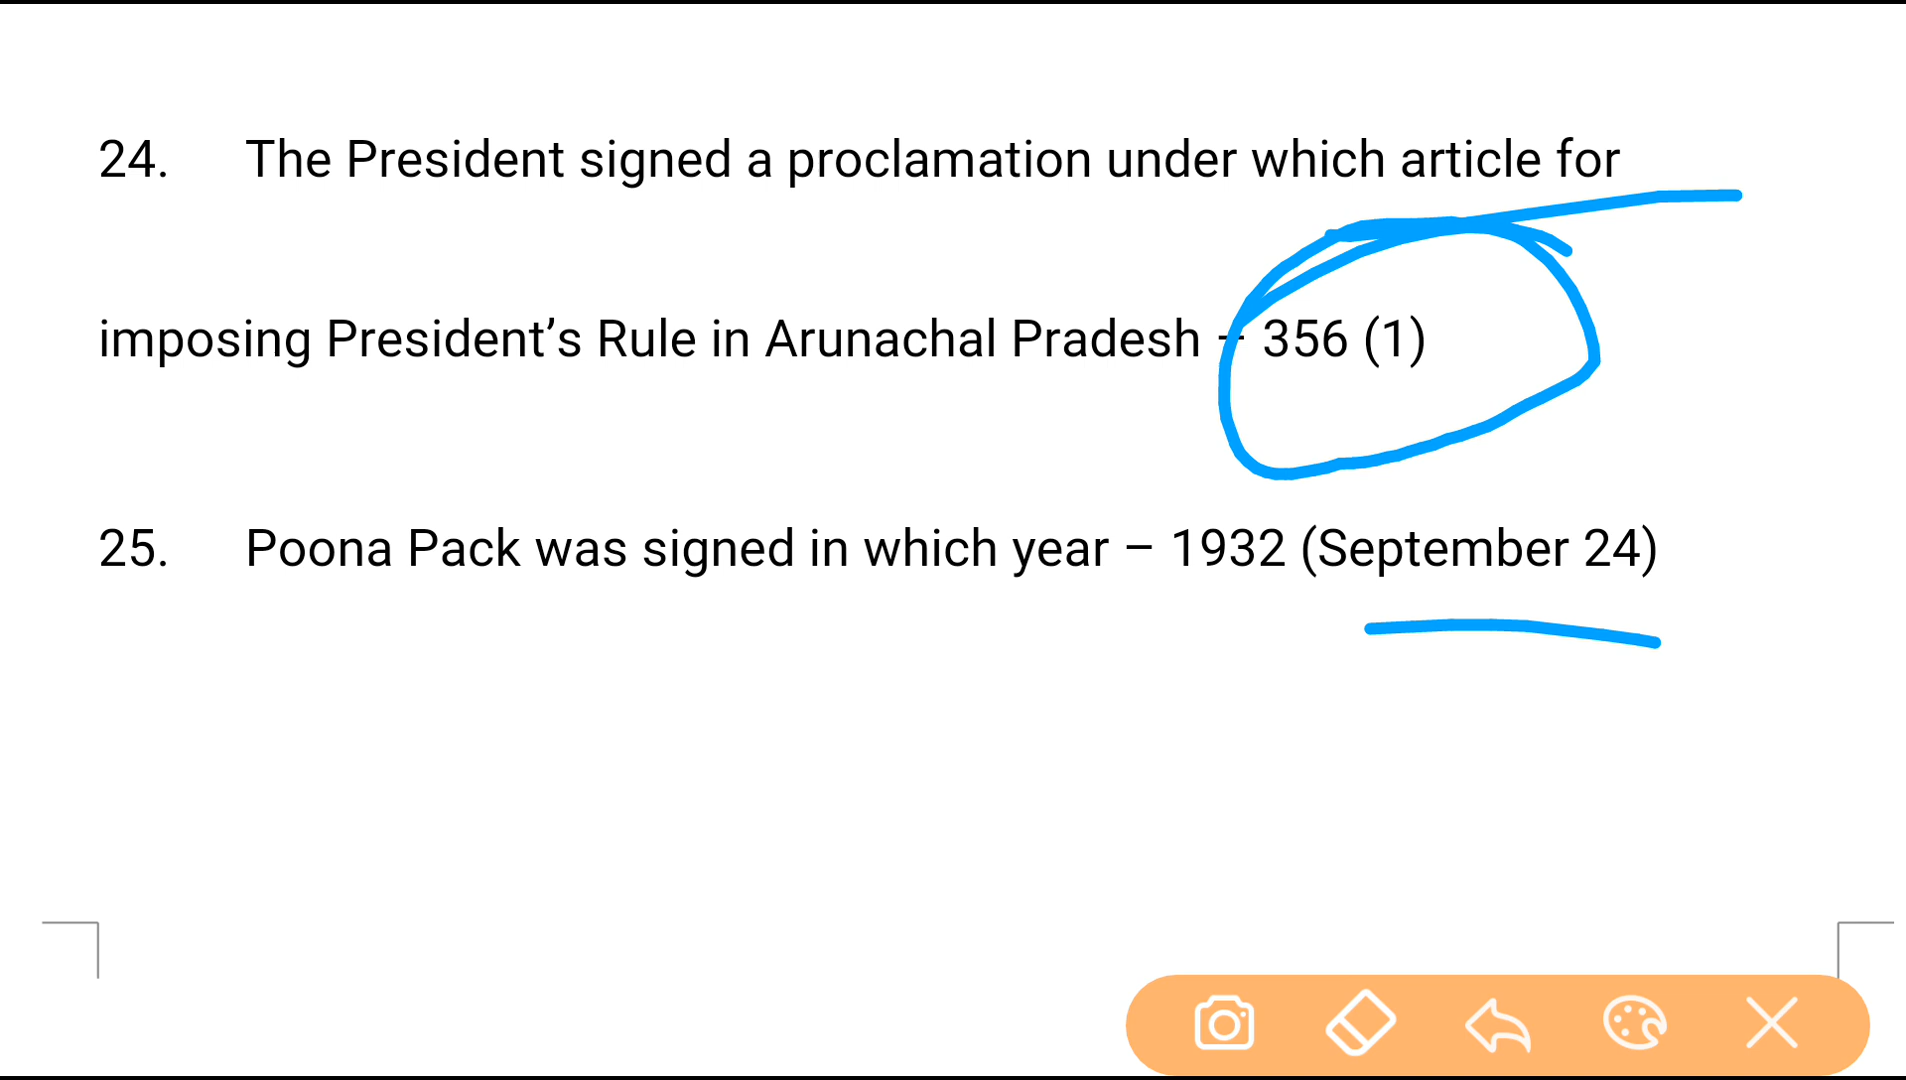 24. The President signed a proclamation under which article for
imposing President’s Rule in Arunachal Pradesh – 356 (1)
25. Poona Pack was signed in which year – 1932 (September 24)